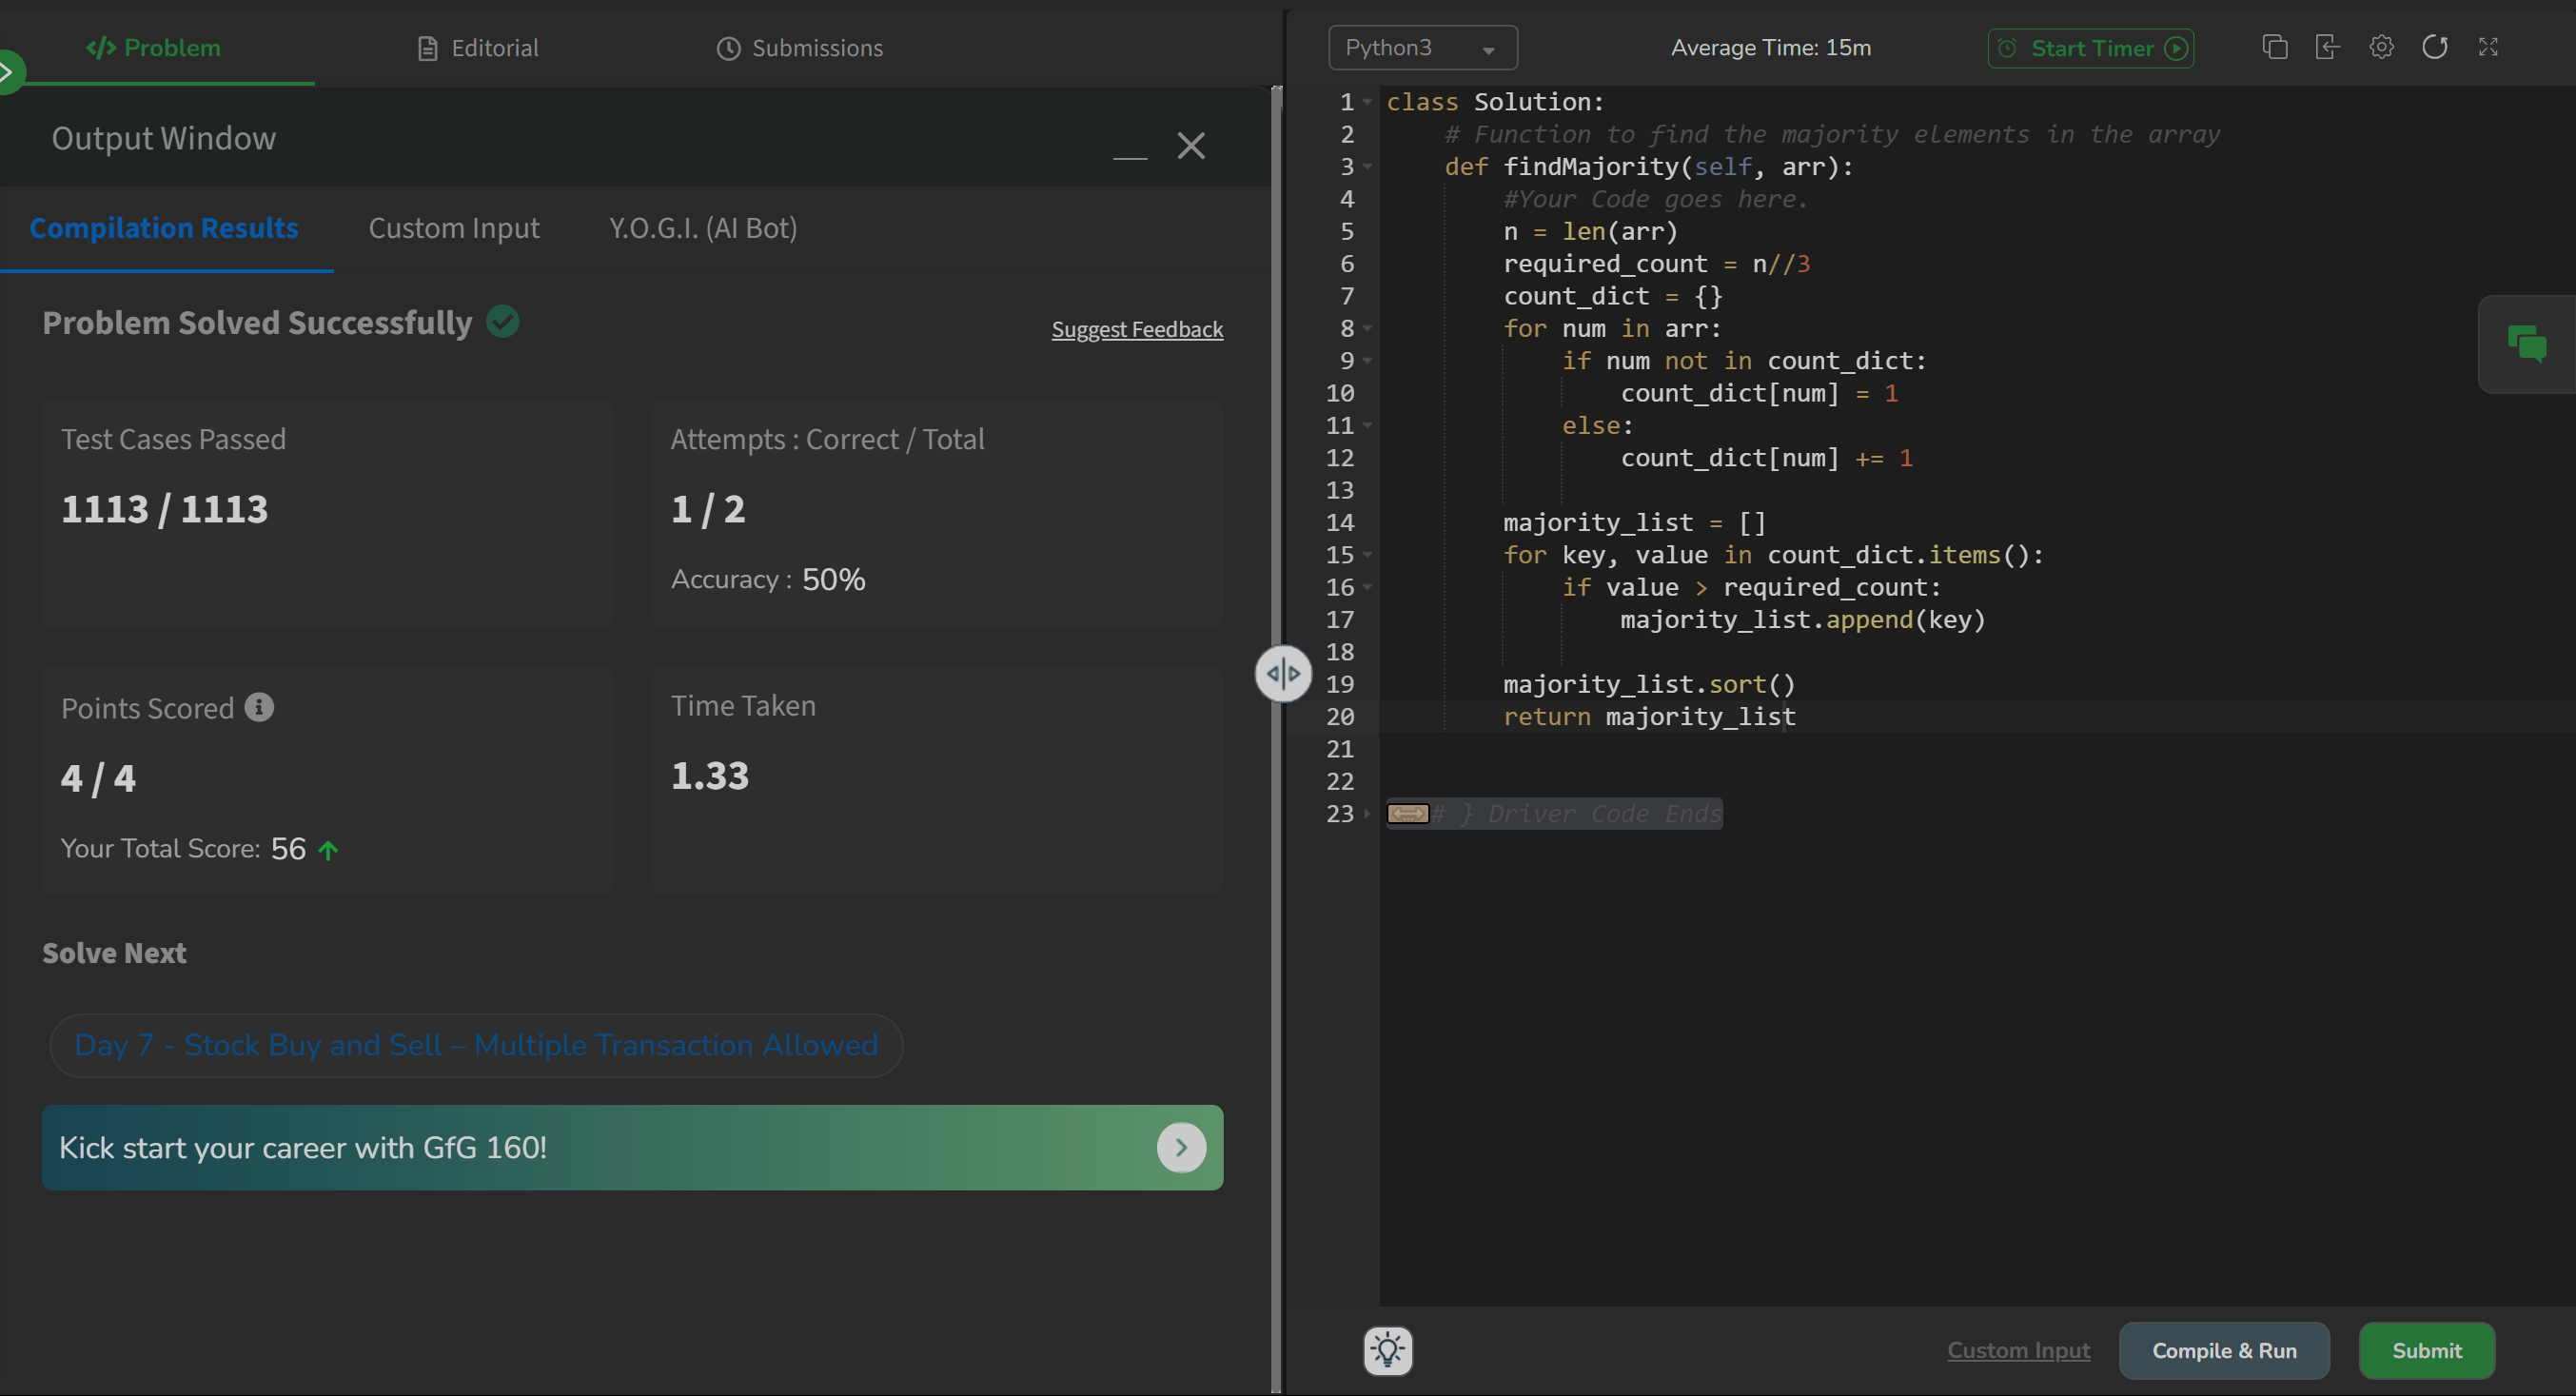 </> Problem
Editorial
Submissions
Output Window
Compilation Results
Custom Input
Y.O.G.I. (AI Bot)
Problem Solved Successfully
Suggest Feedback
Test Cases Passed
1113 / 1113
Attempts : Correct / Total
1 / 2
Accuracy : 50%
Points Scored
4 / 4
Your Total Score: 56
Time Taken
1.33
Solve Next
Day 7 - Stock Buy and Sell – Multiple Transaction Allowed
Kick start your career with GfG 160!
Python3
Average Time: 15m
Start Timer
1 class Solution:
2     # Function to find the majority elements in the array
3     def findMajority(self, arr):
4         #Your Code goes here.
5         n = len(arr)
6         required_count = n//3
7         count_dict = {}
8         for num in arr:
9             if num not in count_dict:
10                 count_dict[num] = 1
11             else:
12                 count_dict[num] += 1
13
14         majority_list = []
15         for key, value in count_dict.items():
16             if value > required_count:
17                 majority_list.append(key)
18
19         majority_list.sort()
20         return majority_list
21
22
23 # } Driver Code Ends
Custom Input
Compile & Run
Submit